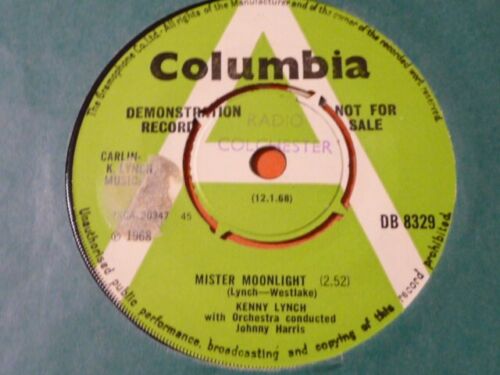 The Gramophone Co. Ltd. All rights of the Manufacturer and of the owner of the recorded work reserved
Columbia
DEMONSTRATION
RECORD
NOT FOR
SALE
RADIO
COLCHESTER
CARLIN-
K. LYNCH
MUSIC
(12.1.68)
7XCA 30347 45
DB 8329
℗ 1968
MISTER MOONLIGHT (2.52)
(Lynch—Westlake)
KENNY LYNCH
with Orchestra conducted
Johnny Harris
Unauthorised public performance, broadcasting and copying of this record prohibited.